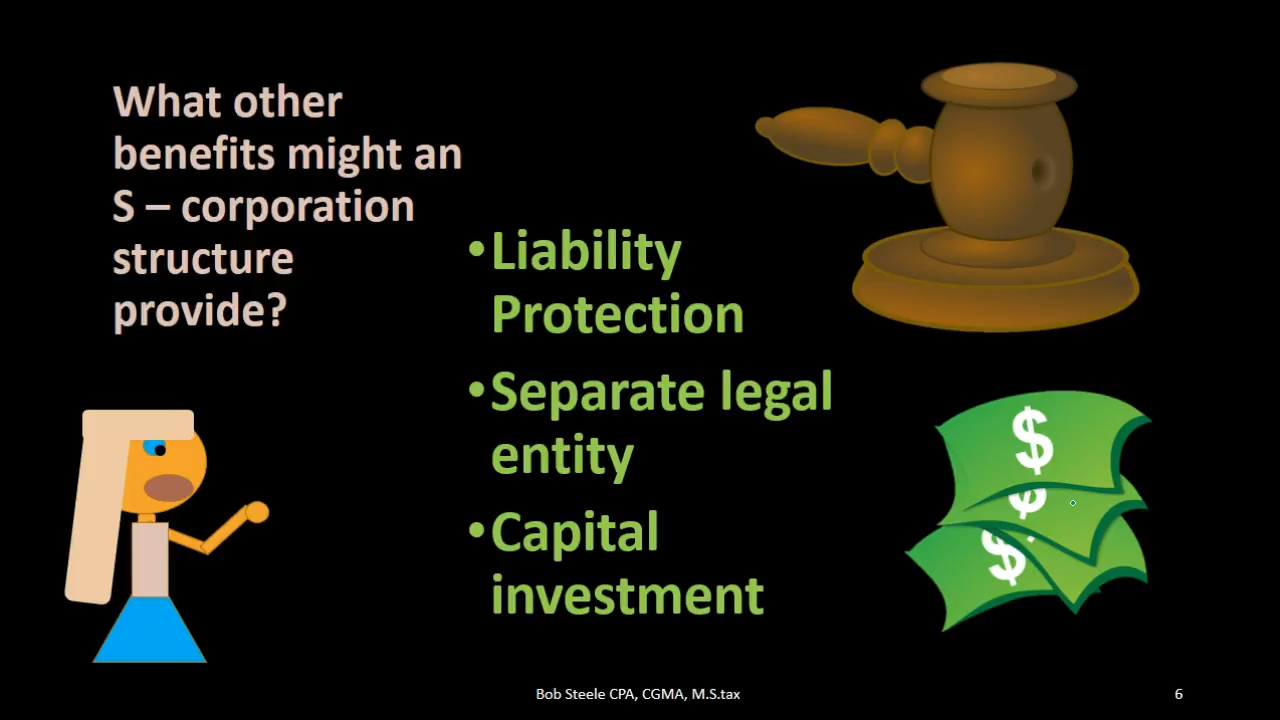 What other
benefits might an
S – corporation
structure
provide?
•Liability
Protection
•Separate legal
entity
•Capital
investment
$
$
$
Bob Steele CPA, CGMA, M.S.tax
6